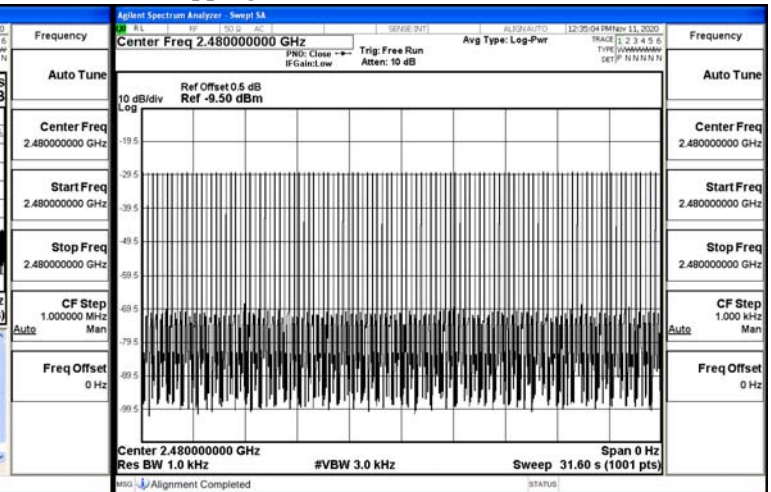 Agilent Spectrum Analyzer - Swept SA
RL RF 50 Ω AC SENSE:INT ALIGN AUTO 12:35:04 PM Nov 11, 2020
Center Freq 2.480000000 GHz
PNO: Close
IFGain:Low
Trig: Free Run
Atten: 10 dB
Avg Type: Log-Pwr
TRACE 1 2 3 4 5 6
TYPE
DET P N N N N N
Ref Offset 0.5 dB
10 dB/div Ref -9.50 dBm
Log
-19.5
-29.5
-39.5
-49.5
-59.5
-69.5
-79.5
-89.5
-99.5
Center 2.480000000 GHz Span 0 Hz
Res BW 1.0 kHz #VBW 3.0 kHz Sweep 31.60 s (1001 pts)
MSG Alignment Completed STATUS
Frequency
Auto Tune
Center Freq
2.480000000 GHz
Start Freq
2.480000000 GHz
Stop Freq
2.480000000 GHz
CF Step
1.000000 MHz
Auto Man
Freq Offset
0 Hz
Frequency
Auto Tune
Center Freq
2.480000000 GHz
Start Freq
2.480000000 GHz
Stop Freq
2.480000000 GHz
CF Step
1.000 kHz
Auto Man
Freq Offset
0 Hz